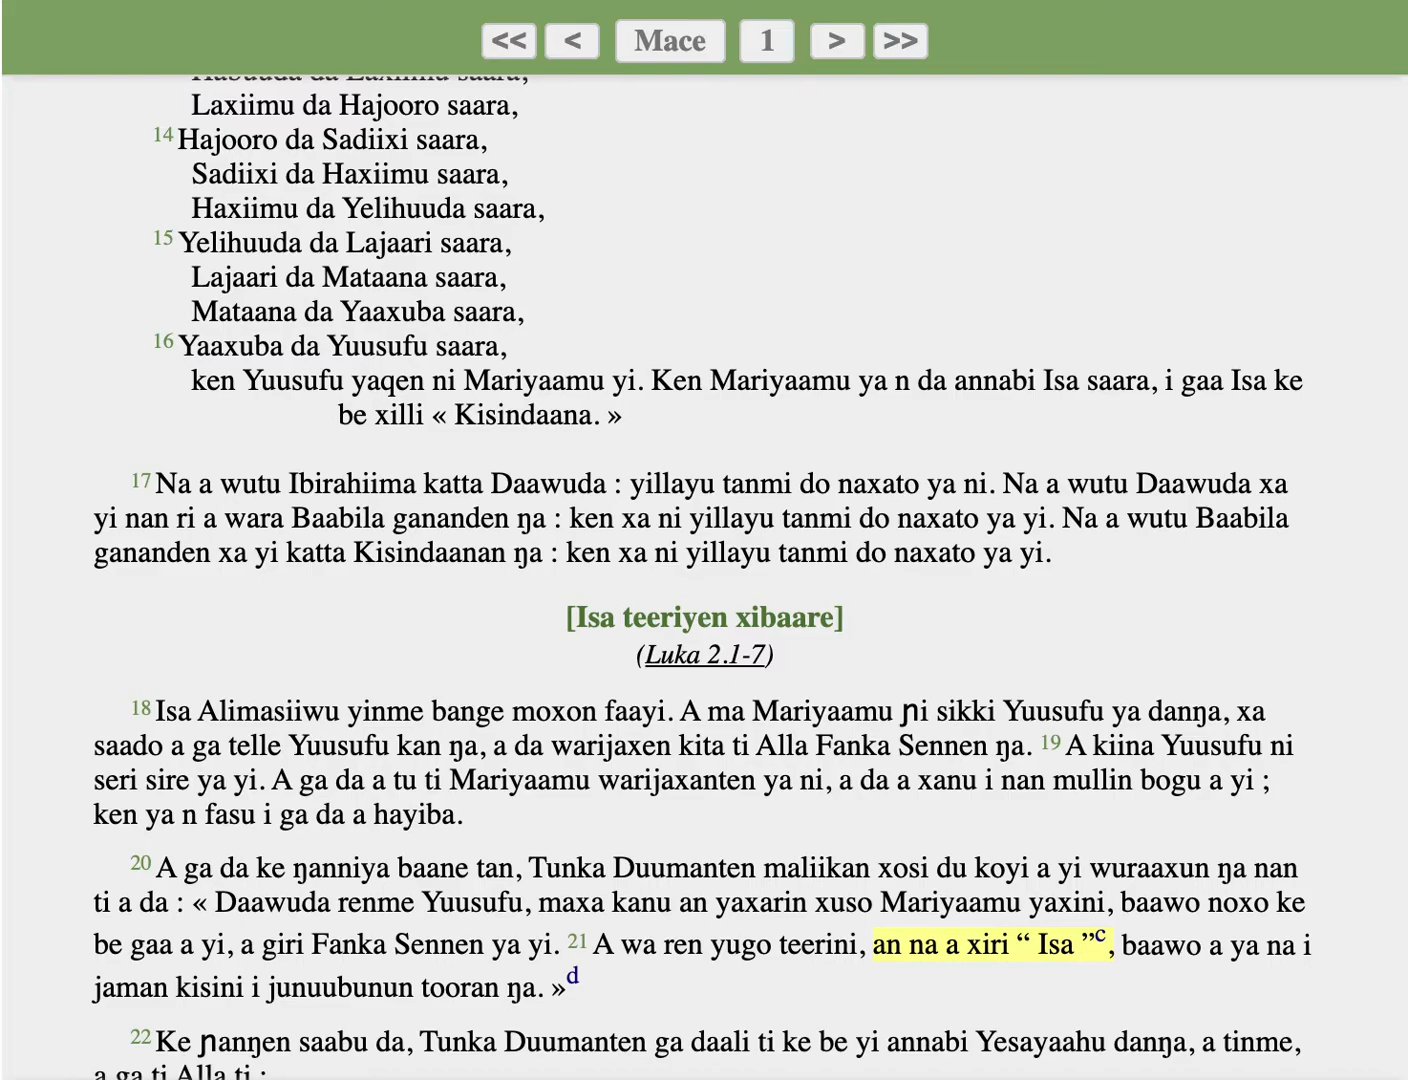 << < Mace 1 > >>
Habuuda da Laxiimu saara,
Laxiimu da Hajooro saara,
14 Hajooro da Sadiixi saara,
Sadiixi da Haxiimu saara,
Haxiimu da Yelihuuda saara,
15 Yelihuuda da Lajaari saara,
Lajaari da Mataana saara,
Mataana da Yaaxuba saara,
16 Yaaxuba da Yuusufu saara,
ken Yuusufu yaqen ni Mariyaamu yi. Ken Mariyaamu ya n da annabi Isa saara, i gaa Isa ke
be xilli « Kisindaana. »
17 Na a wutu Ibirahiima katta Daawuda : yillayu tanmi do naxato ya ni. Na a wutu Daawuda xa
yi nan ri a wara Baabila gananden ŋa : ken xa ni yillayu tanmi do naxato ya yi. Na a wutu Baabila
gananden xa yi katta Kisindaanan ŋa : ken xa ni yillayu tanmi do naxato ya yi.
[Isa teeriyen xibaare]
(Luka 2.1-7)
18 Isa Alimasiiwu yinme bange moxon faayi. A ma Mariyaamu ɲi sikki Yuusufu ya danŋa, xa
saado a ga telle Yuusufu kan ŋa, a da warijaxen kita ti Alla Fanka Sennen ŋa. 19 A kiina Yuusufu ni
seri sire ya yi. A ga da a tu ti Mariyaamu warijaxanten ya ni, a da a xanu i nan mullin bogu a yi ;
ken ya n fasu i ga da a hayiba.
20 A ga da ke ŋanniya baane tan, Tunka Duumanten maliikan xosi du koyi a yi wuraaxun ŋa nan
ti a da : « Daawuda renme Yuusufu, maxa kanu an yaxarin xuso Mariyaamu yaxini, baawo noxo ke
be gaa a yi, a giri Fanka Sennen ya yi. 21 A wa ren yugo teerini, an na a xiri “ Isa ”c, baawo a ya na i
jaman kisini i junuubunun tooran ŋa. »d
22 Ke ɲanŋen saabu da, Tunka Duumanten ga daali ti ke be yi annabi Yesayaahu danŋa, a tinme,
a ga ti Alla ti :